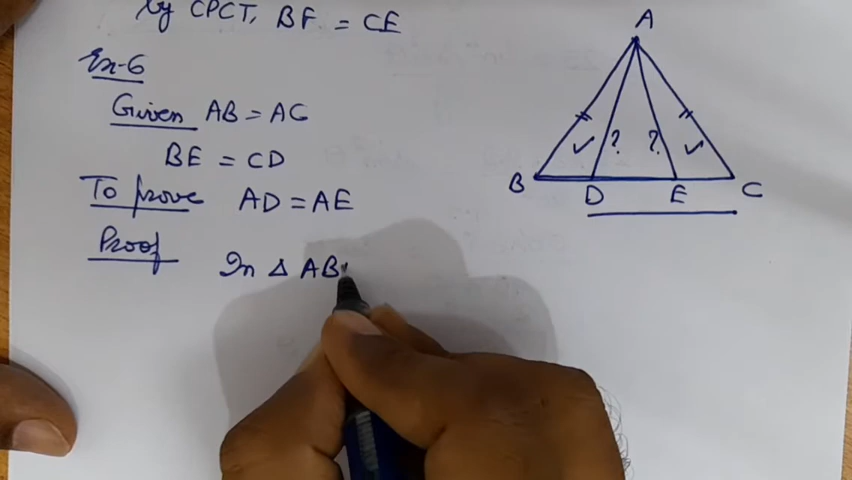 by CPCT, BF = CE
Ex-6
Given AB = AC
BE = CD
To prove AD = AE
Proof In Δ AB
A
? ?
B D E C